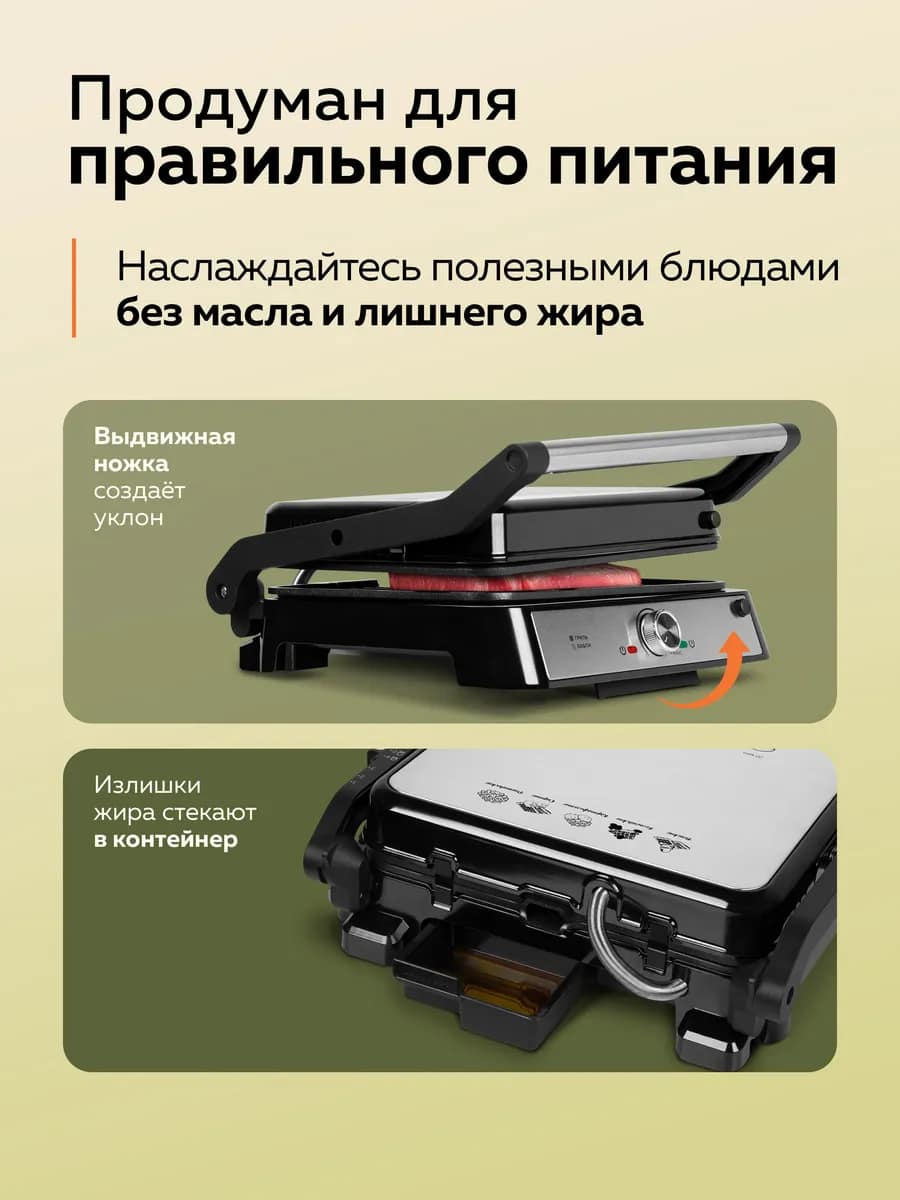 Продуман для
правильного питания
Наслаждайтесь полезными блюдами
без масла и лишнего жира
Выдвижная
ножка
создаёт
уклон
ГРИЛЬ
Излишки
жира стекают
в контейнер